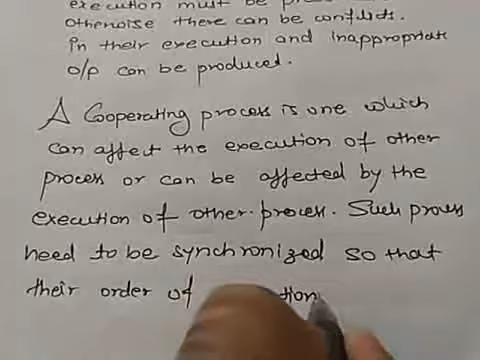 execution must be
otherwise there can be conflicts.
in their execution and inappropriate
o/p can be produced.
A Cooperating process is one which
can affect the execution of other
process or can be affected by the
execution of other process. Such process
need to be synchronized so that
their order of